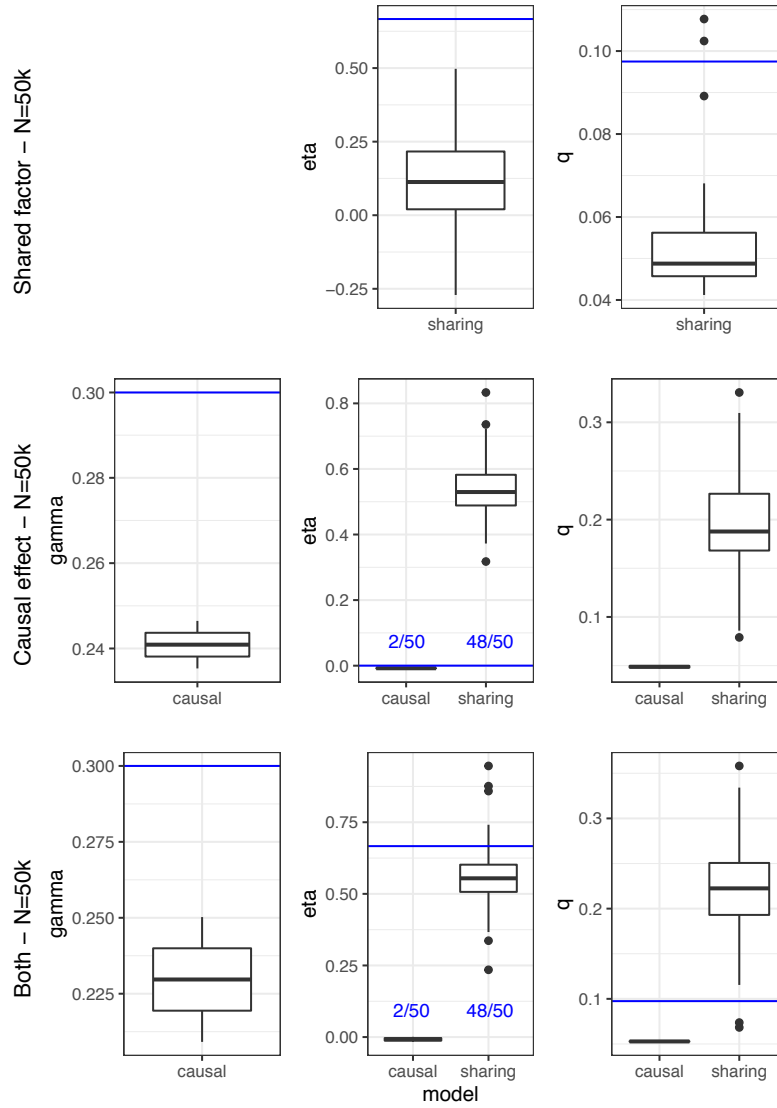 Shared factor − N=50k
eta
0.50
0.25
0.00
−0.25
sharing
q
0.10
0.08
0.06
0.04
sharing
Causal effect − N=50k
gamma
0.30
0.28
0.26
0.24
causal
eta
0.8
0.6
0.4
0.2
0.0
2/50 48/50
causal sharing
q
0.3
0.2
0.1
causal sharing
Both − N=50k
gamma
0.300
0.275
0.250
0.225
causal
eta
0.75
0.50
0.25
0.00
2/50 48/50
causal sharing
model
q
0.3
0.2
0.1
causal sharing